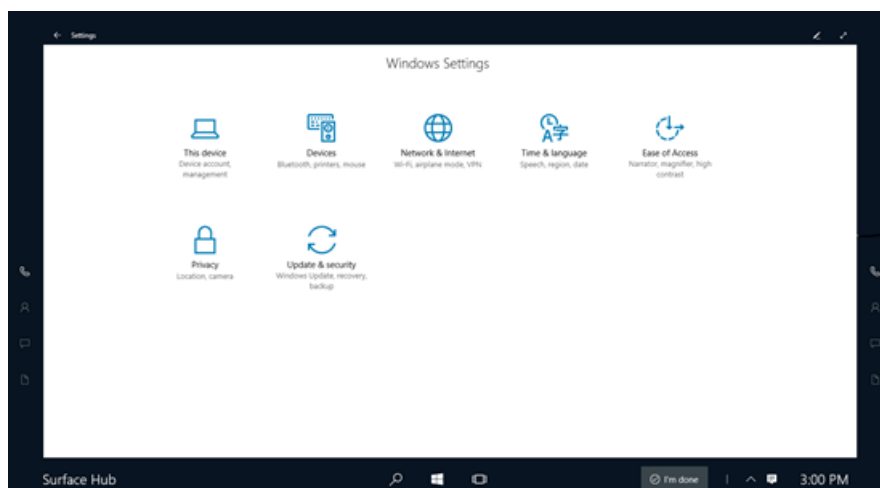 Settings
Windows Settings
This device
Device account,
management
Devices
Bluetooth, printers, mouse
Network & Internet
Wi-Fi, airplane mode, VPN
Time & language
Speech, region, date
Ease of Access
Narrator, magnifier, high
contrast
Privacy
Location, camera
Update & security
Windows Update, recovery,
backup
Surface Hub
I'm done
3:00 PM